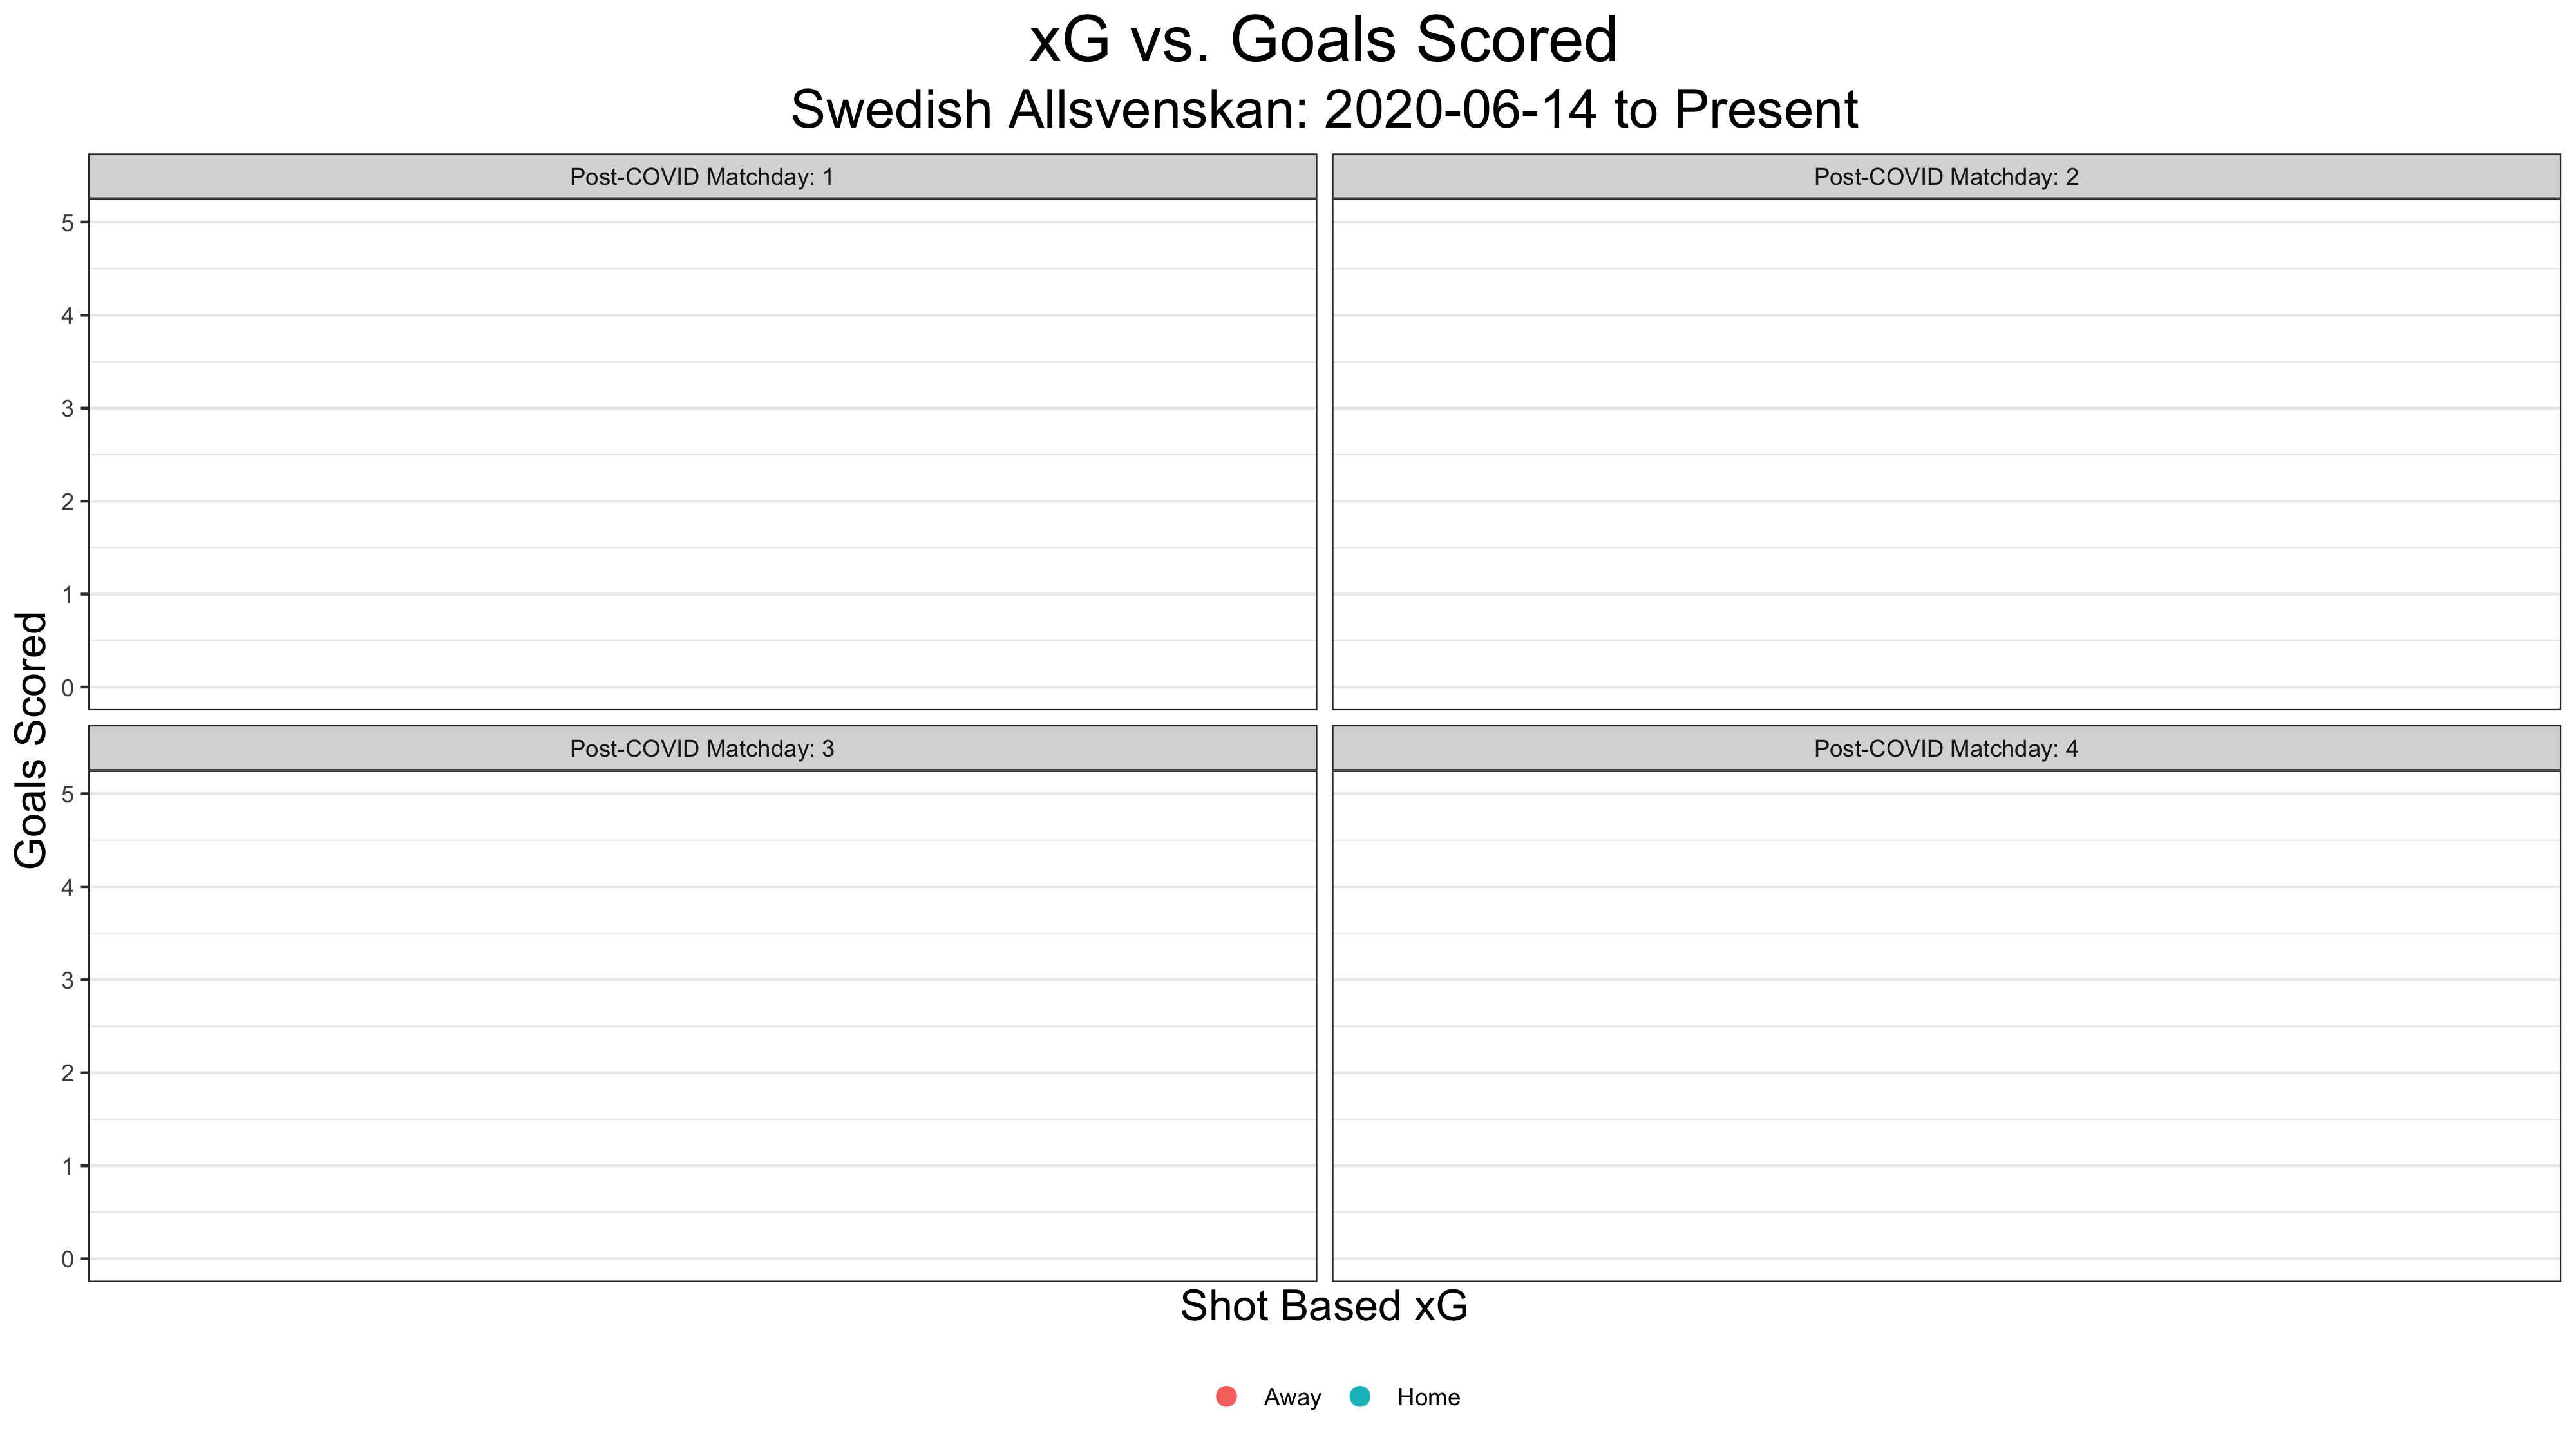 xG vs. Goals Scored
Swedish Allsvenskan: 2020-06-14 to Present
Post-COVID Matchday: 1
Post-COVID Matchday: 2
5
4
3
2
1
0
Goals Scored
Post-COVID Matchday: 3
Post-COVID Matchday: 4
5
4
3
2
1
0
Shot Based xG
Away
Home